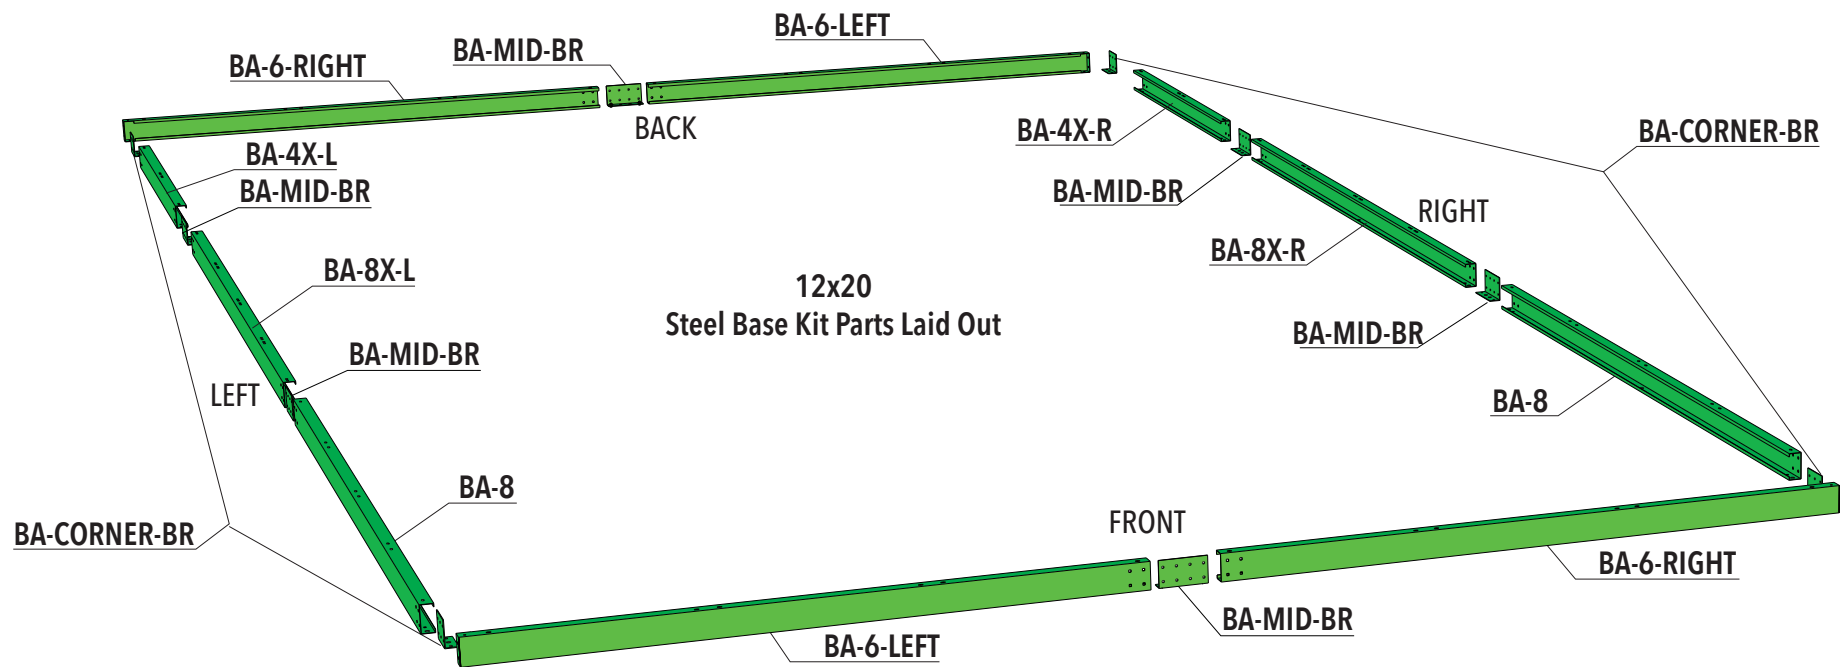 BA-6-LEFT
BA-MID-BR
BA-6-RIGHT
BACK
BA-4X-R
BA-CORNER-BR
BA-4X-L
BA-MID-BR
BA-MID-BR
RIGHT
BA-8X-R
BA-8X-L
12x20
Steel Base Kit Parts Laid Out
BA-MID-BR
BA-MID-BR
LEFT
BA-8
BA-8
FRONT
BA-CORNER-BR
BA-6-RIGHT
BA-MID-BR
BA-6-LEFT